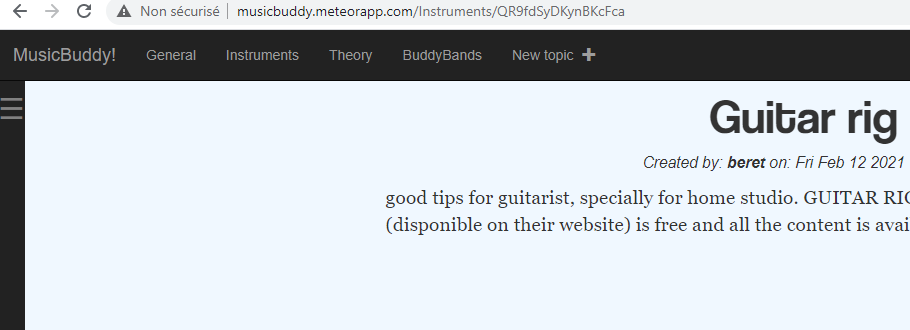 Non sécurisé | musicbuddy.meteorapp.com/Instruments/QR9fdSyDKynBKcFca
MusicBuddy! General Instruments Theory BuddyBands New topic +
Guitar rig
Created by: beret on: Fri Feb 12 2021
good tips for guitarist, specially for home studio. GUITAR RI
(disponible on their website) is free and all the content is avai